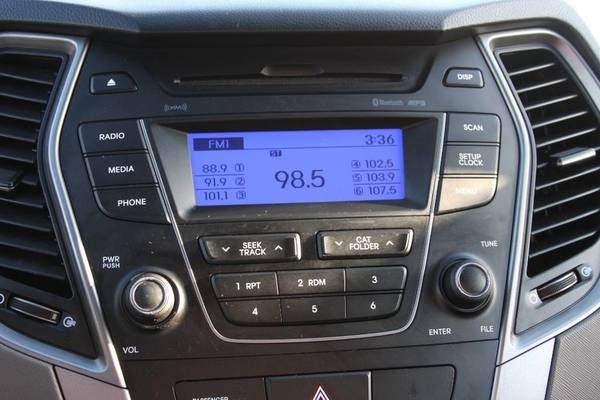 DISP
((XM))
Bluetooth MP3
RADIO
FM1
3:36
SCAN
ST
MEDIA
88.9 1
4 102.5
SETUP
CLOCK
91.9 2
98.5
5 103.9
101.1 3
6 107.5
PHONE
MENU
SEEK
TRACK
CAT
FOLDER
PWR
PUSH
TUNE
1 RPT
2 RDM
3
4
5
6
VOL
ENTER
FILE
PASSENGER